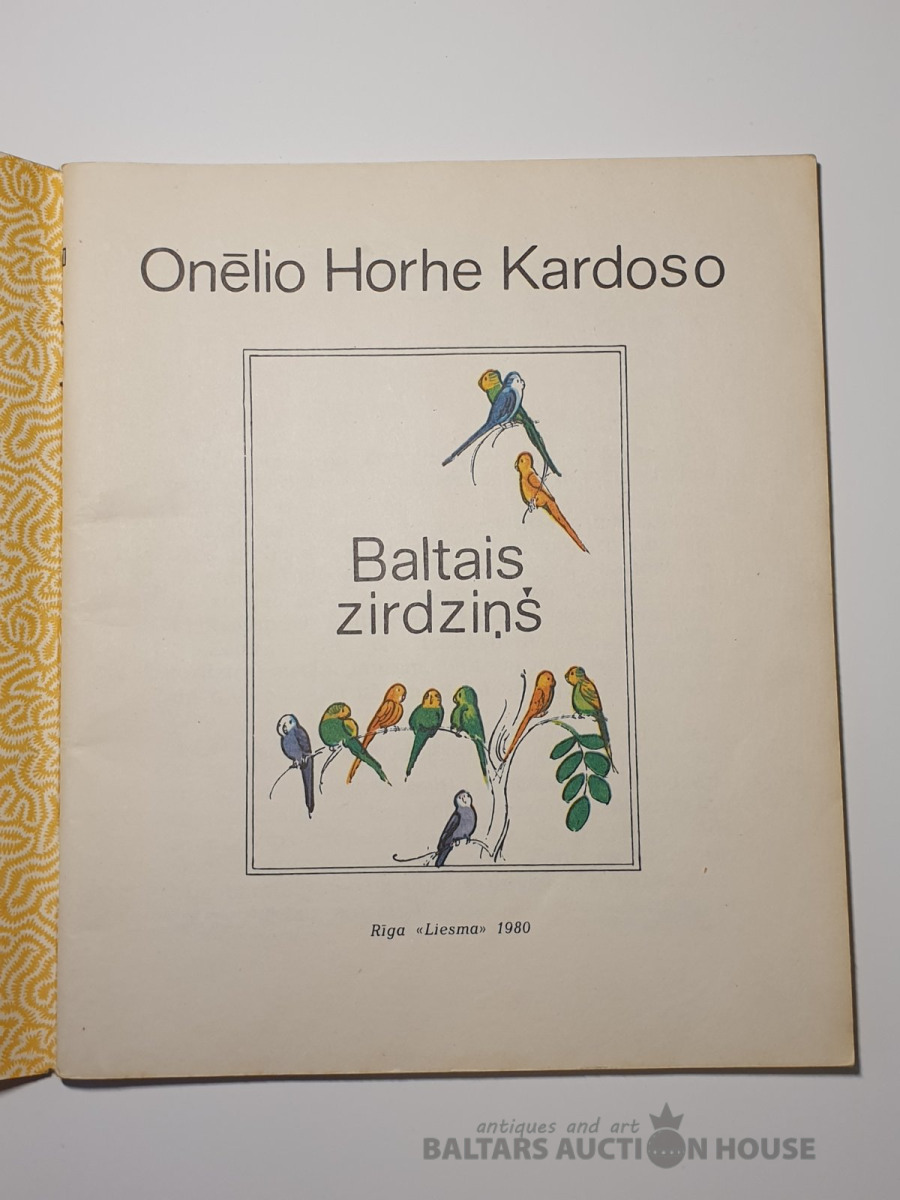 Onēlio Horhe Kardoso
Baltais
zirdziņš
Rīga «Liesma» 1980
antiques and art
BALTARS AUCTION HOUSE